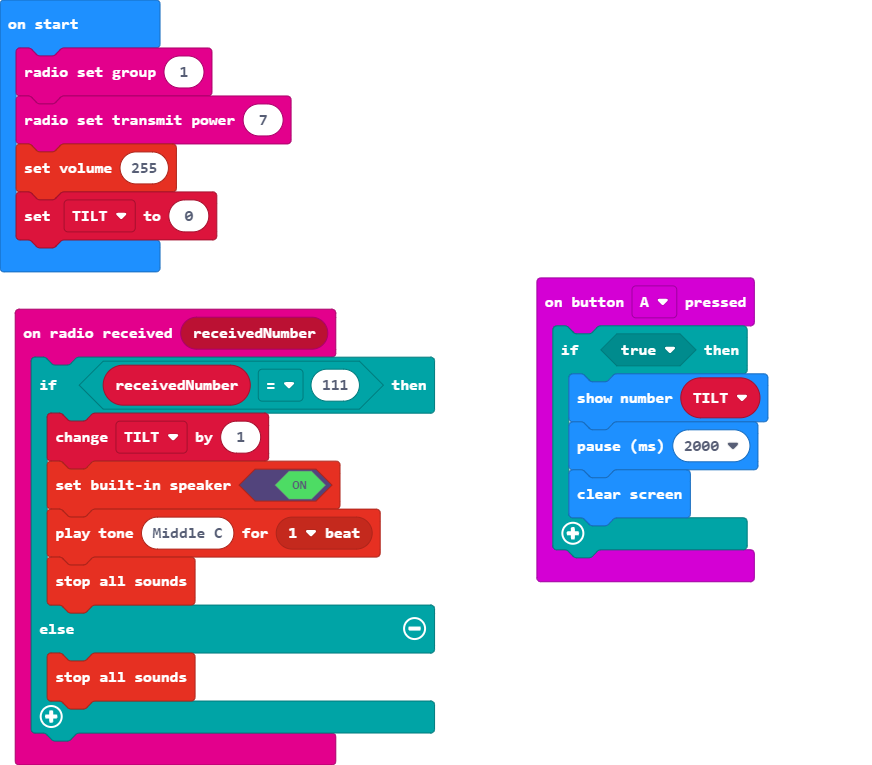 on start
radio set group 1
radio set transmit power 7
set volume 255
set TILT to 0
on radio received receivedNumber
if receivedNumber = 111 then
change TILT by 1
set built-in speaker ON
play tone Middle C for 1 beat
stop all sounds
else
stop all sounds
on button A pressed
if true then
show number TILT
pause (ms) 2000
clear screen